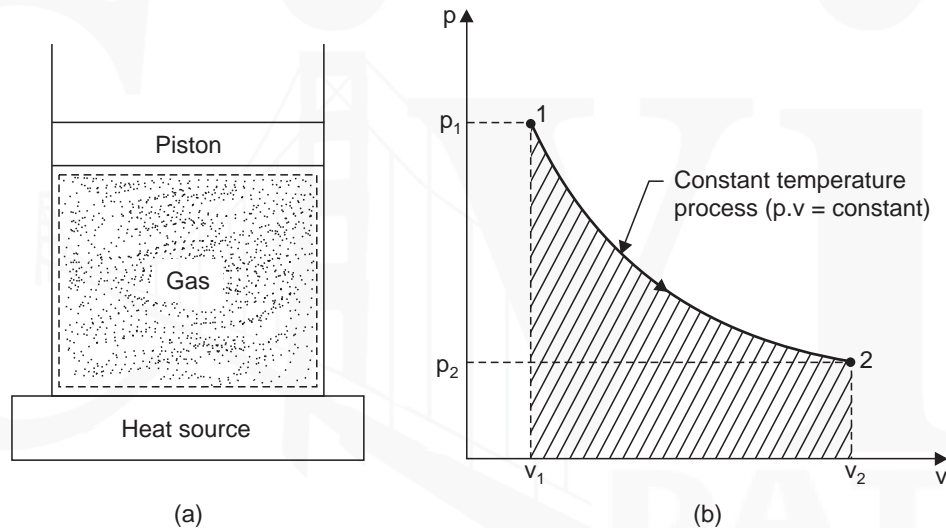 Piston
Gas
Heat source
(a)
p
p1
1
Constant temperature
process (p.v = constant)
p2
2
v1
v2
v
(b)